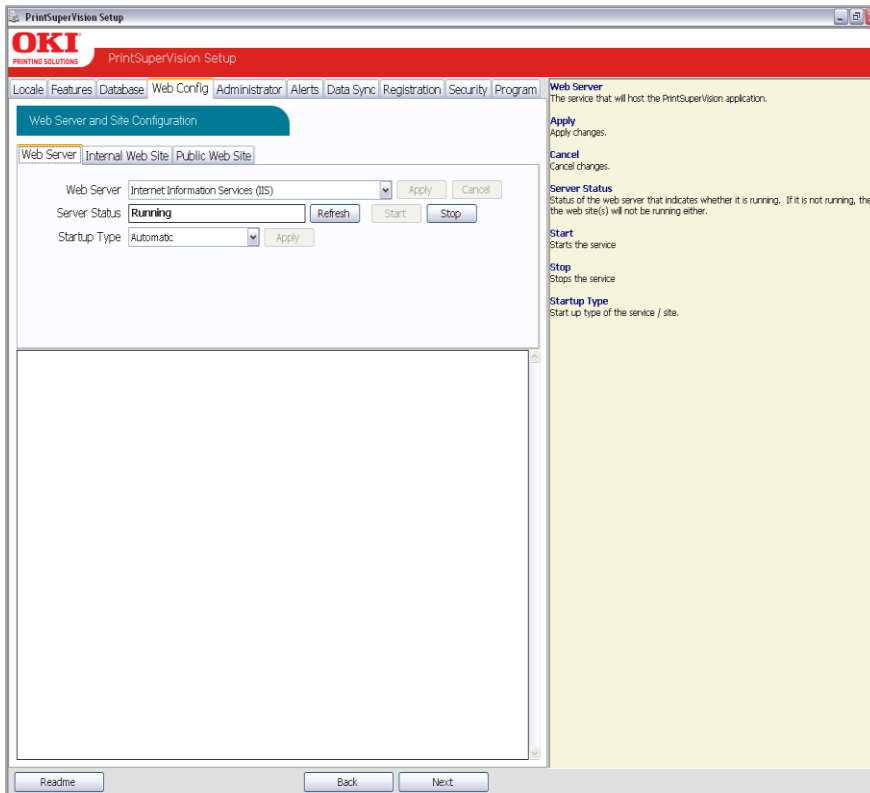 PrintSuperVision Setup
OKI
PRINTING SOLUTIONS
PrintSuperVision Setup
Locale Features Database Web Config Administrator Alerts Data Sync Registration Security Program
Web Server and Site Configuration
Web Server Internal Web Site Public Web Site
Web Server Internet Information Services (IIS) Apply Cancel
Server Status Running Refresh Start Stop
Startup Type Automatic Apply
Web Server
The service that will host the PrintSuperVision application.
Apply
Apply changes.
Cancel
Cancel changes.
Server Status
Status of the web server that indicates whether it is running. If it is not running, the
the web site(s) will not be running either.
Start
Starts the service
Stop
Stops the service
Startup Type
Start up type of the service / site.
Readme Back Next